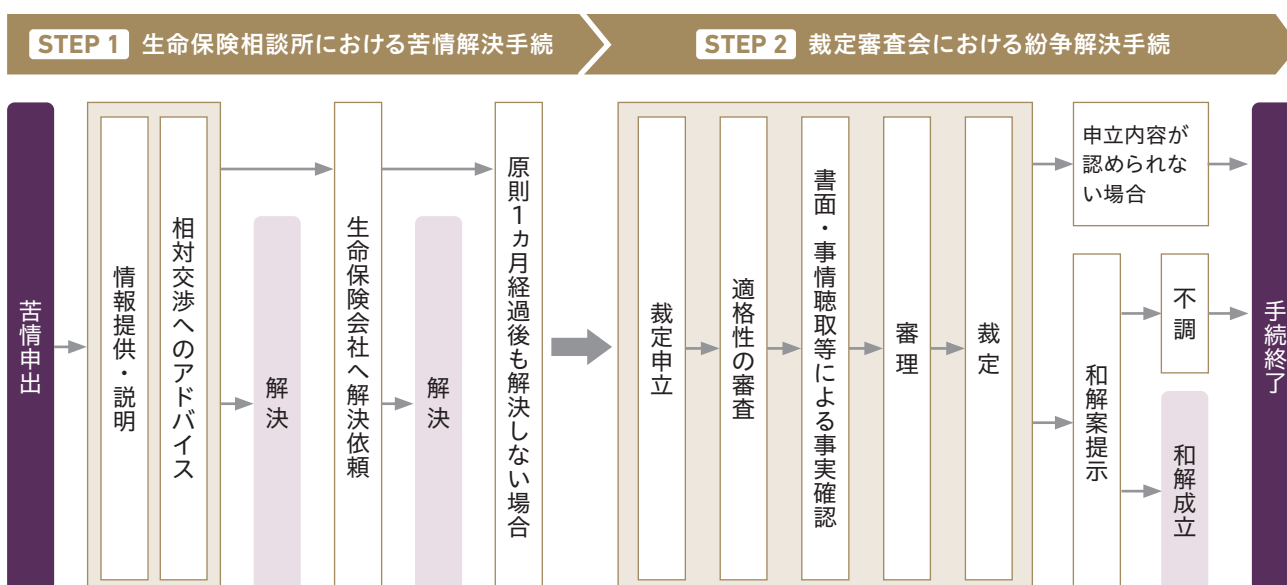 STEP 1 生命保険相談所における苦情解決手続
STEP 2 裁定審査会における紛争解決手続
苦情申出
情報提供・説明
相対交渉へのアドバイス
解決
生命保険会社へ解決依頼
解決
原則1ヵ月経過後も解決しない場合
裁定申立
適格性の審査
書面・事情聴取等による事実確認
審理
裁定
申立内容が
認められな
い場合
和解案提示
不調
和解成立
手続終了